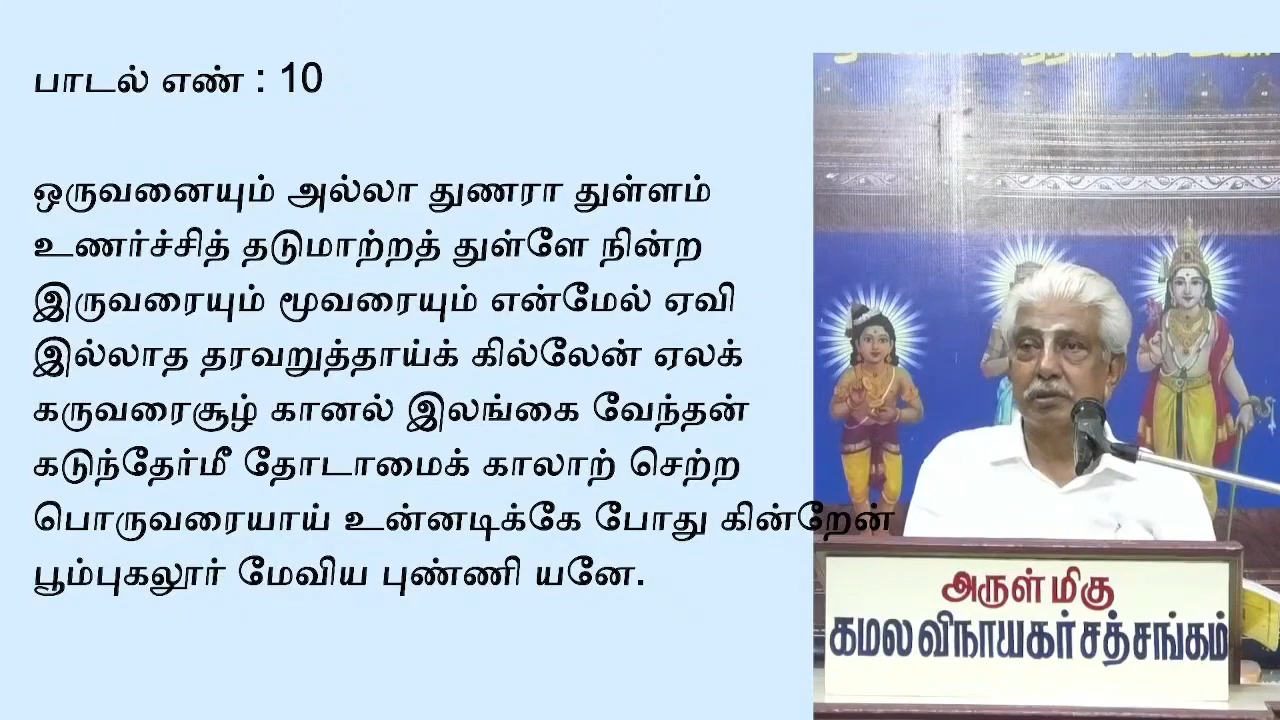 பாடல் எண் : 10
ஒருவனையும் அல்லா துணரா துள்ளம்
உணர்ச்சித் தடுமாற்றத் துள்ளே நின்ற
இருவரையும் மூவரையும் என்மேல் ஏவி
இல்லாத தரவறுத்தாய்க் கில்லேன் ஏலக்
கருவரைசூழ் கானல் இலங்கை வேந்தன்
கடுந்தேர்மீ தோடாமைக் காலாற் செற்ற
பொருவரையாய் உன்னடிக்கே போது கின்றேன்
பூம்புகலூர் மேவிய புண்ணி யனே.
அருள்மிகு
கமல விநாயகர் சத்சங்கம்